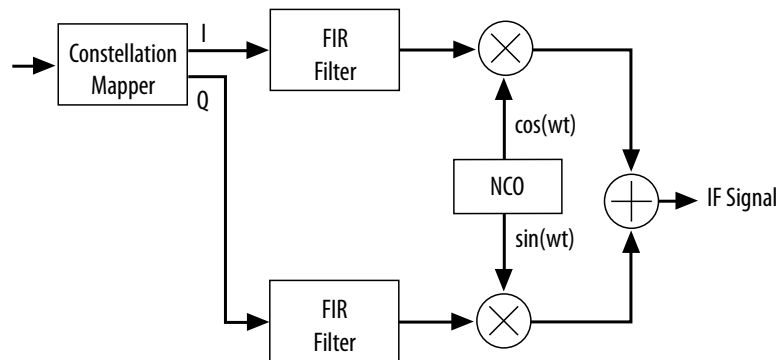 Constellation
Mapper
I
Q
FIR
Filter
cos(wt)
NCO
sin(wt)
IF Signal
FIR
Filter